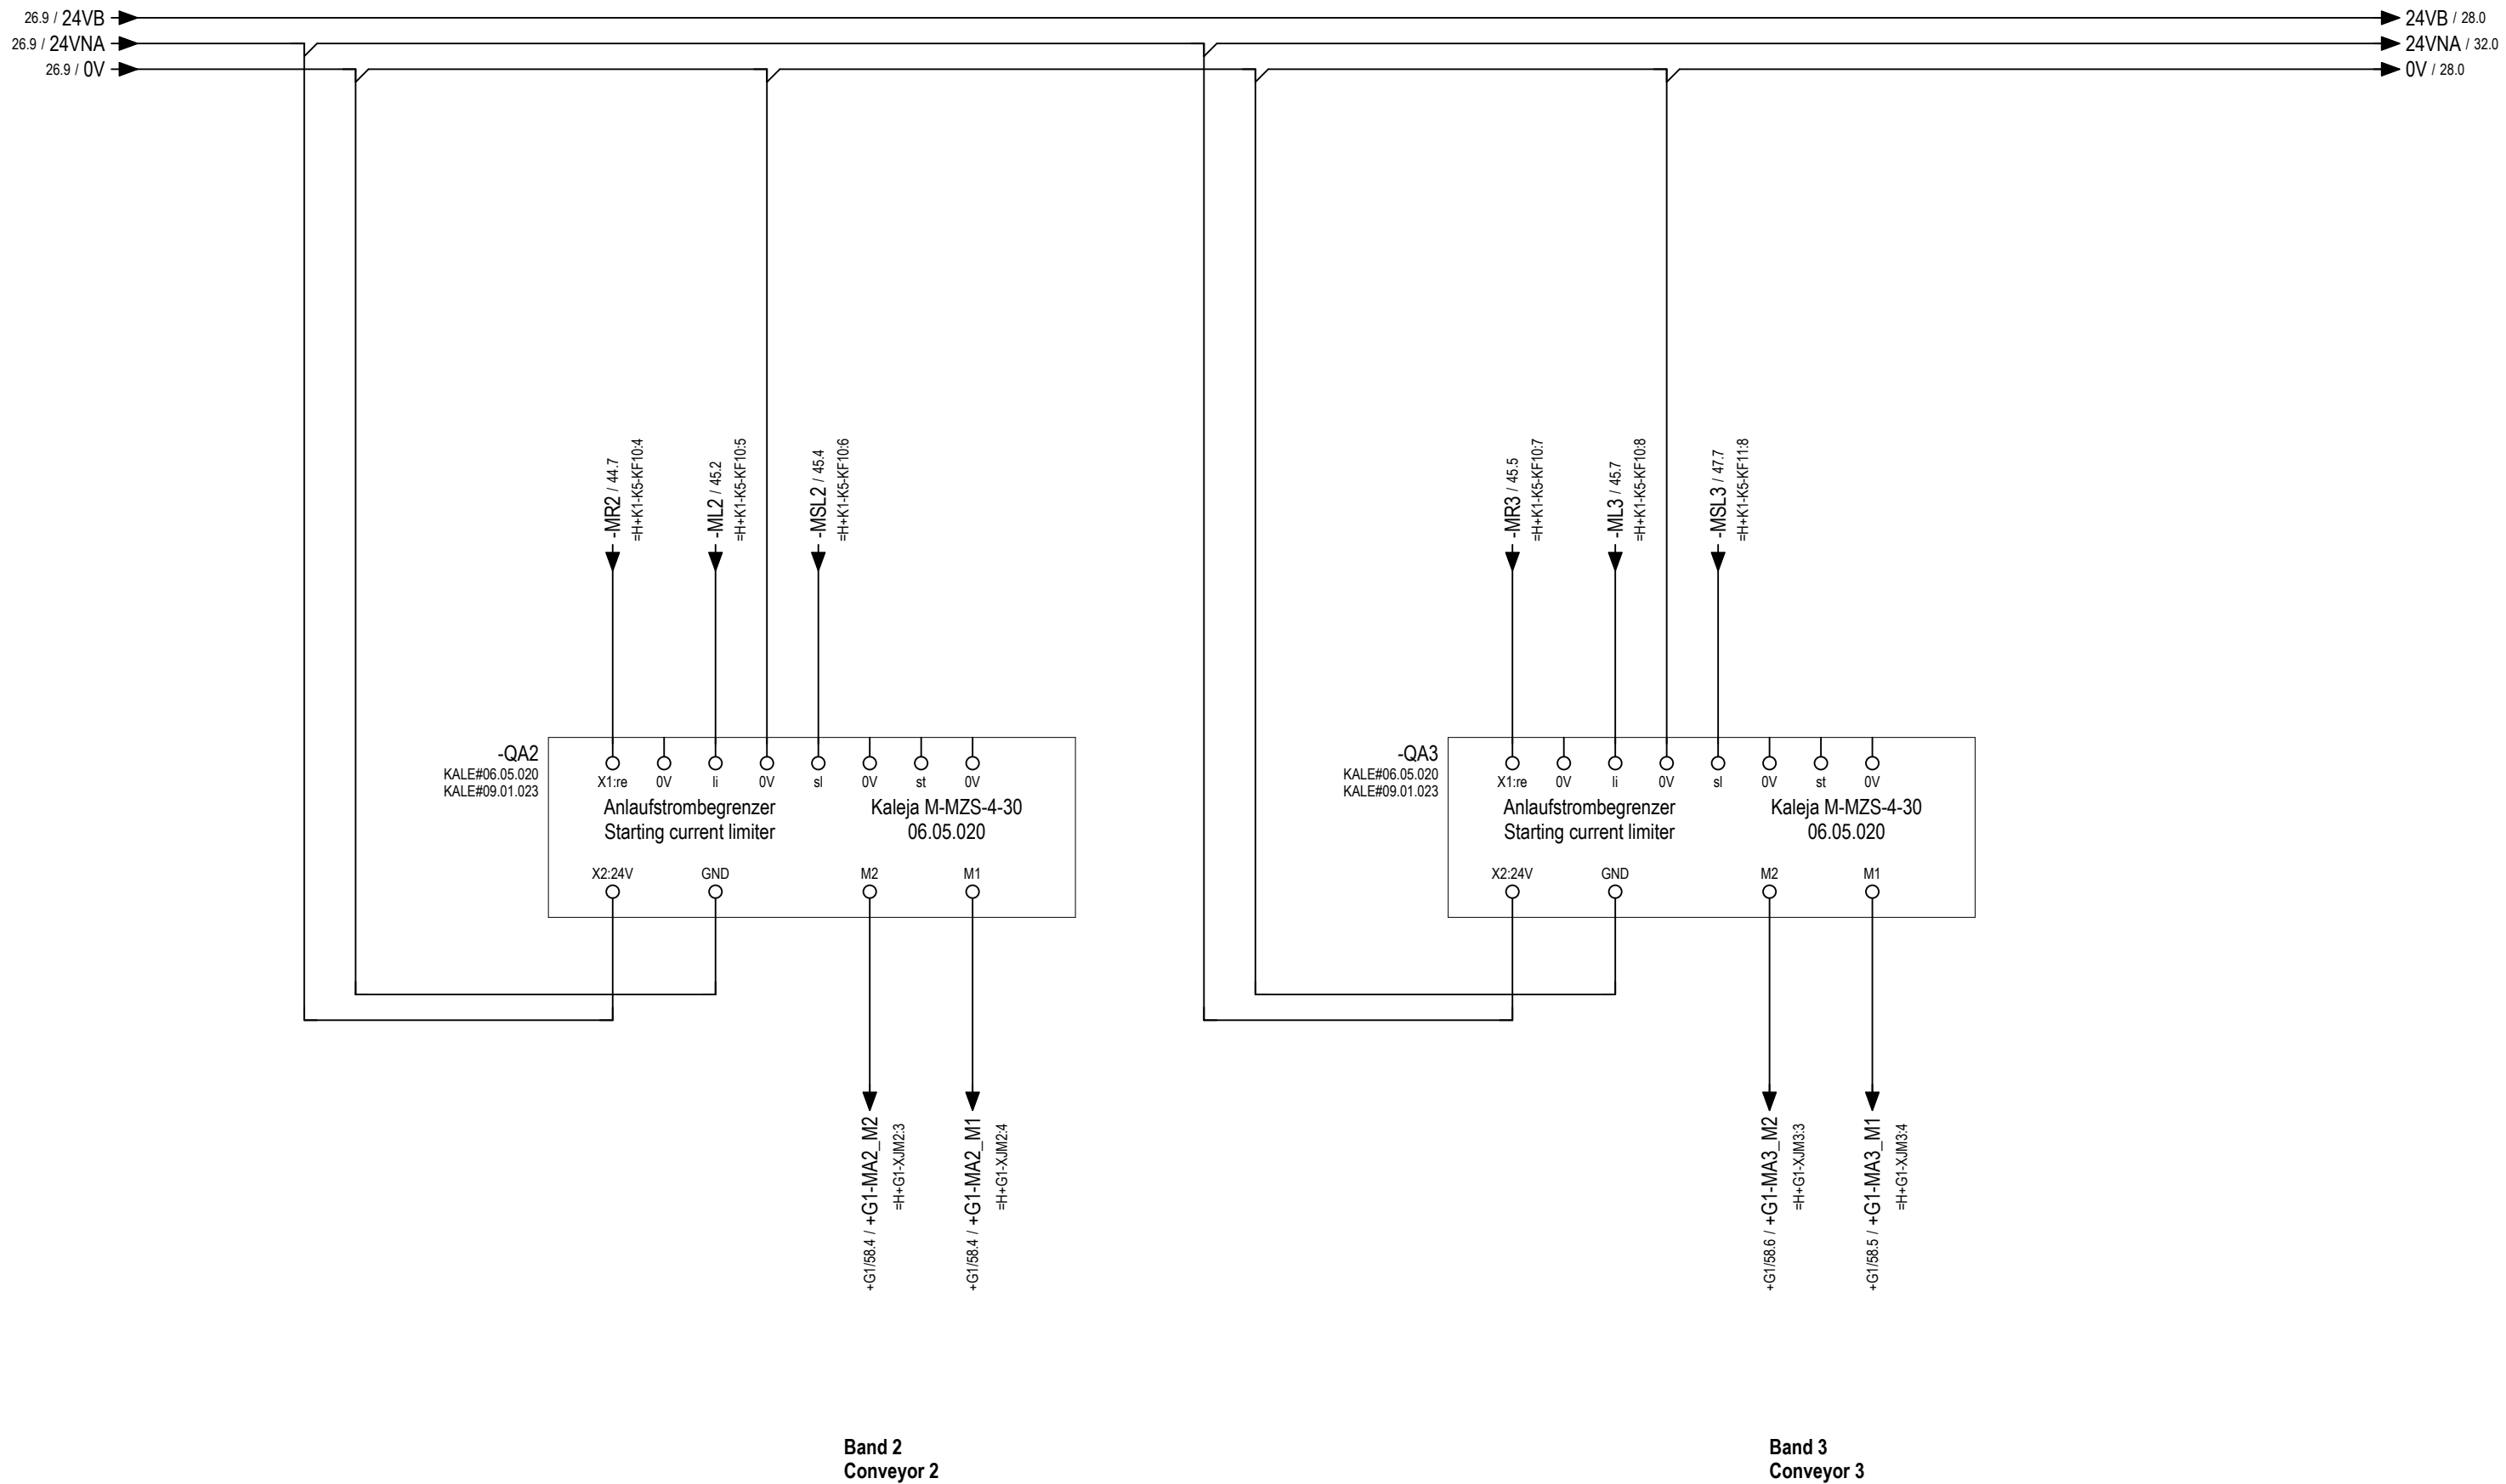 26.9 / 24VB
24VB / 28.0
26.9 / 24VNA
24VNA / 32.0
26.9 / 0V
0V / 28.0
-MR2 / 44.7
=H+K1-K5-KF10:4
-ML2 / 45.2
=H+K1-K5-KF10:5
-MSL2 / 45.4
=H+K1-K5-KF10:6
-MR3 / 45.5
=H+K1-K5-KF10:7
-ML3 / 45.7
=H+K1-K5-KF10:8
-MSL3 / 47.7
=H+K1-K5-KF11:8
-QA2
KALE#06.05.020
KALE#09.01.023
X1:re 0V li 0V sl 0V st 0V
Anlaufstrombegrenzer
Starting current limiter
Kaleja M-MZS-4-30
06.05.020
X2:24V GND M2 M1
-QA3
KALE#06.05.020
KALE#09.01.023
X1:re 0V li 0V sl 0V st 0V
Anlaufstrombegrenzer
Starting current limiter
Kaleja M-MZS-4-30
06.05.020
X2:24V GND M2 M1
+G1/58.4 / +G1-MA2_M2
=H+G1-XJM2:3
+G1/58.4 / +G1-MA2_M1
=H+G1-XJM2:4
+G1/58.6 / +G1-MA3_M2
=H+G1-XJM3:3
+G1/58.5 / +G1-MA3_M1
=H+G1-XJM3:4
Band 2
Conveyor 2
Band 3
Conveyor 3